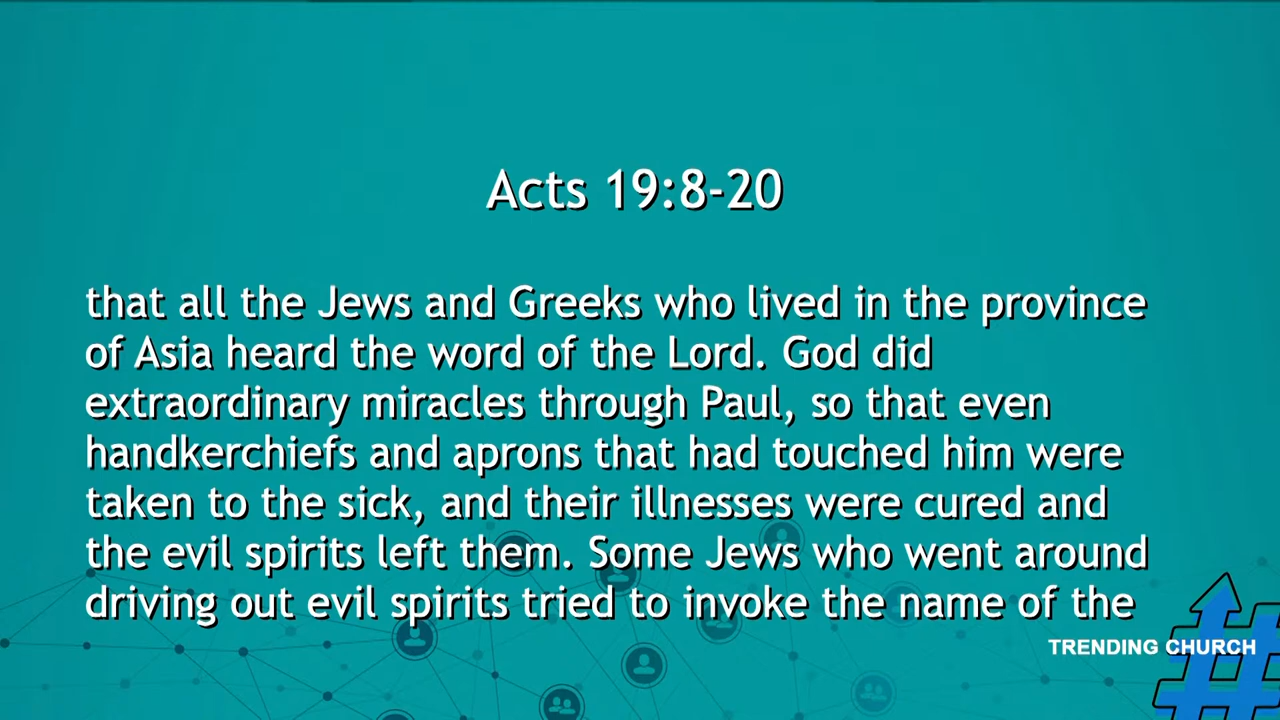 Acts 19:8-20
that all the Jews and Greeks who lived in the province
of Asia heard the word of the Lord. God did
extraordinary miracles through Paul, so that even
handkerchiefs and aprons that had touched him were
taken to the sick, and their illnesses were cured and
the evil spirits left them. Some Jews who went around
driving out evil spirits tried to invoke the name of the
TRENDING CHURCH
#